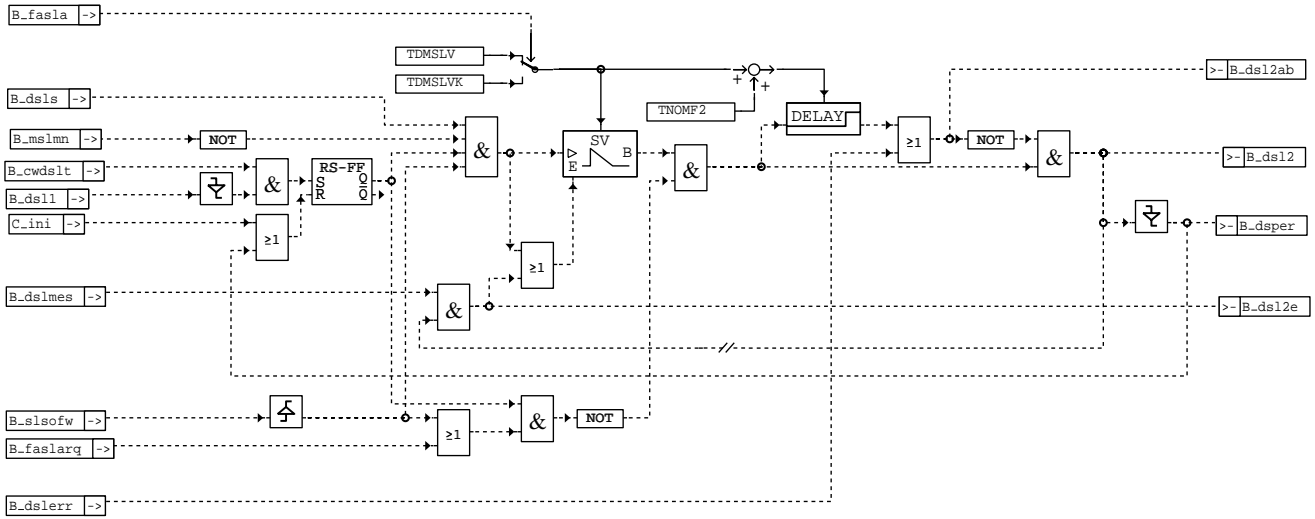 B_fasla ->
TDMSLV
TDMSLVK
>- B_dsl2ab
B_dsls ->
TNOMF2
DELAY
B_mslmn ->
NOT
&
SV
B
E
≥1
NOT
&
>- B_dsl2
B_cwdslt ->
&
RS-FF
S Q
R Q
&
B_dsl1 ->
C_ini ->
≥1
>- B_dsper
≥1
B_dslmes ->
&
>- B_dsl2e
B_slsofw ->
≥1
&
NOT
B_faslarq ->
B_dslerr ->
+
+